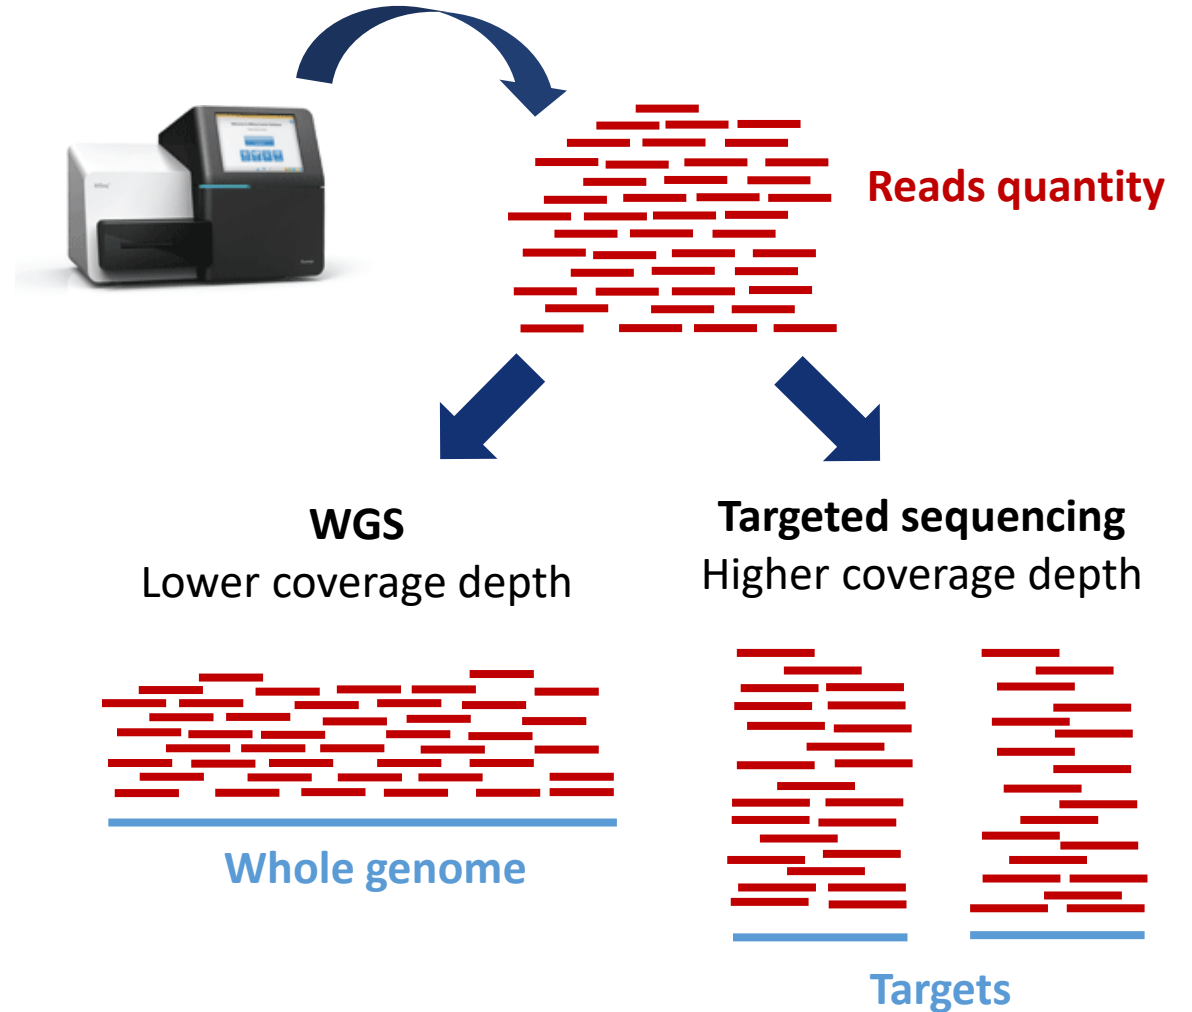 Reads quantity
WGS
Lower coverage depth
Targeted sequencing
Higher coverage depth
Whole genome
Targets